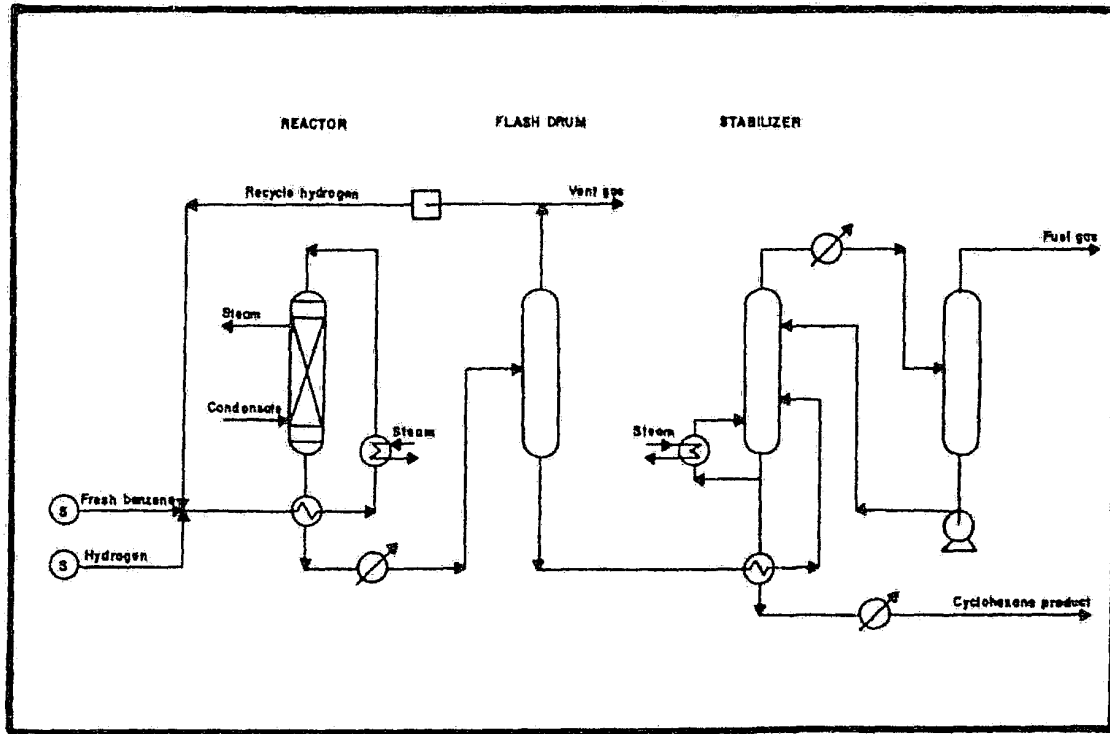 REACTOR
FLASH DRUM
STABILIZER
Recycle hydrogen
Vent gas
Fuel gas
Steam
Condensate
Steam
Steam
S
Fresh benzene
S
Hydrogen
Cyclohexane product